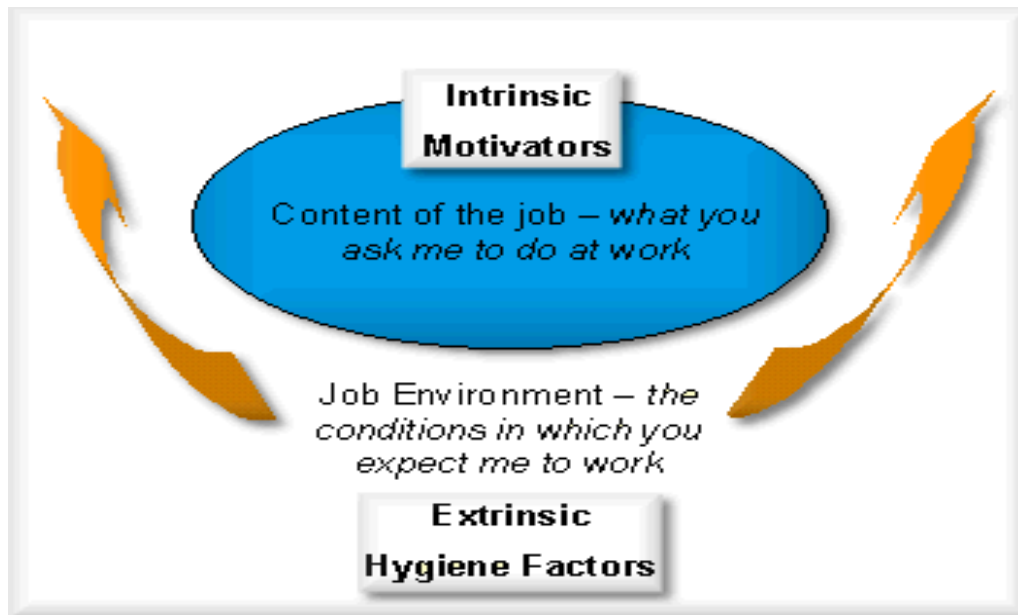 Intrinsic
Motivators
Content of the job – what you
ask me to do at work
Job Environment – the
conditions in which you
expect me to work
Extrinsic
Hygiene Factors